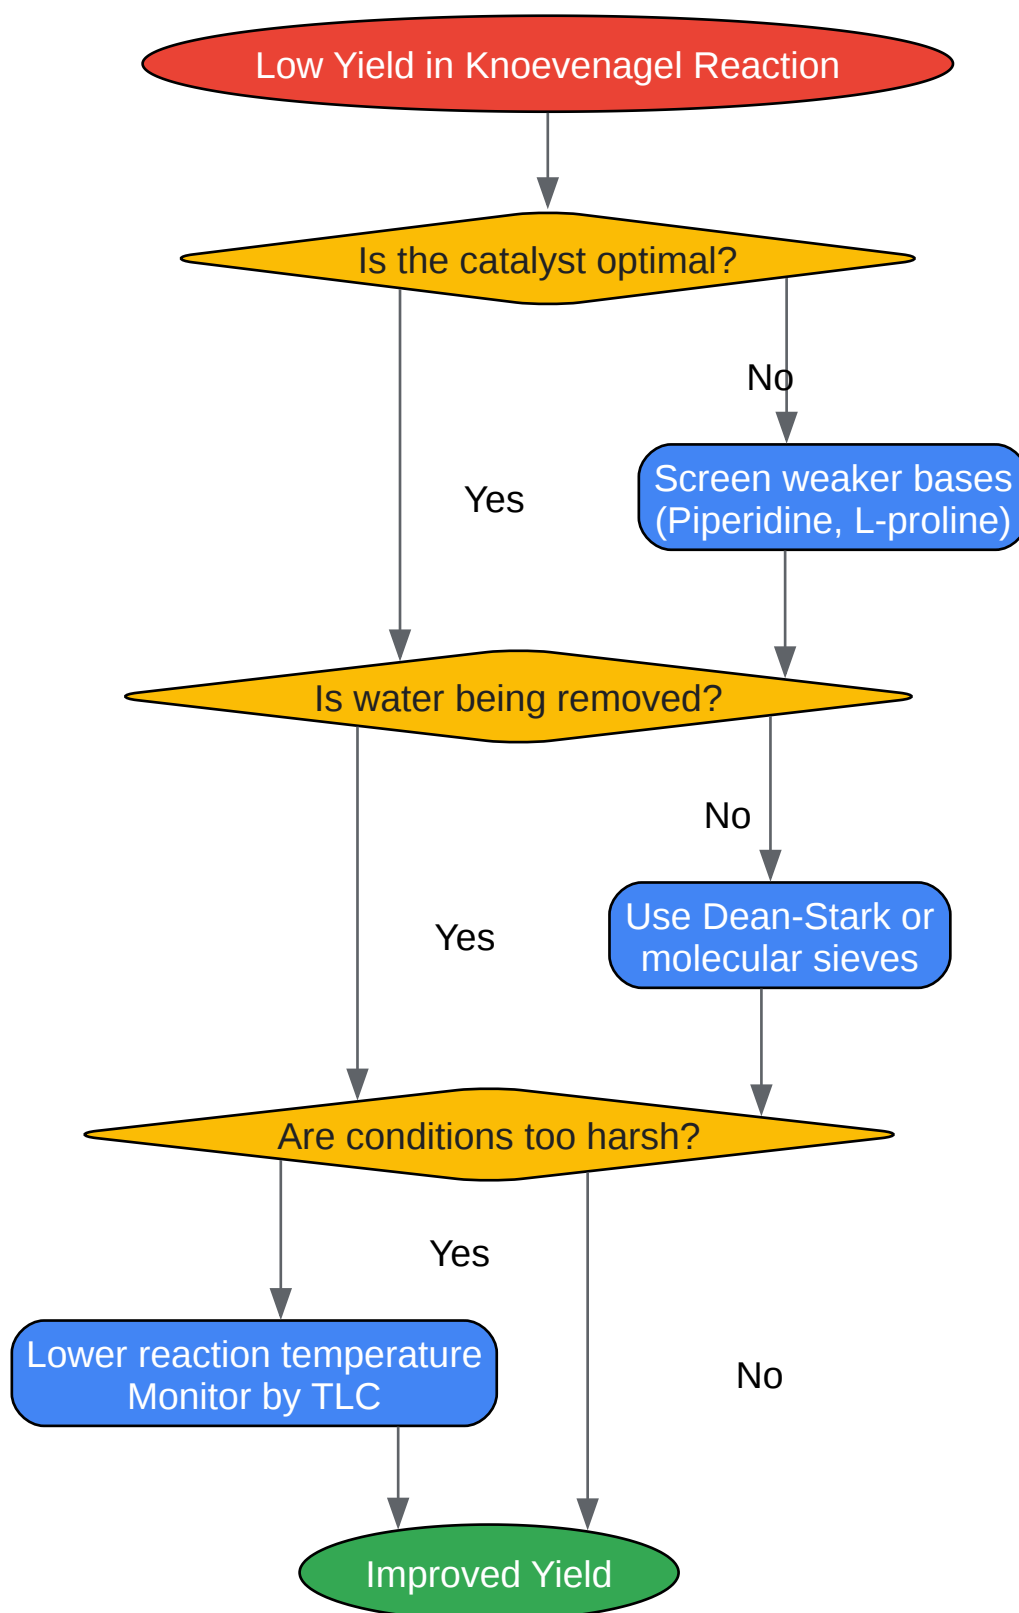 Low Yield in Knoevenagel Reaction
Is the catalyst optimal?
No
Screen weaker bases
(Piperidine, L-proline)
Yes
Is water being removed?
No
Use Dean-Stark or
molecular sieves
Yes
Are conditions too harsh?
Yes
Lower reaction temperature
Monitor by TLC
No
Improved Yield